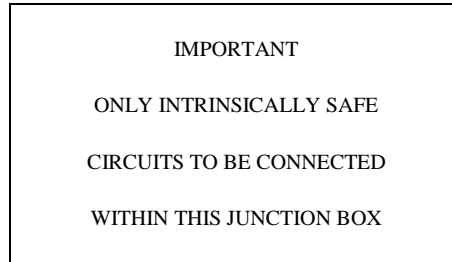 IMPORTANT
ONLY INTRINSICALLY SAFE
CIRCUITS TO BE CONNECTED
WITHIN THIS JUNCTION BOX